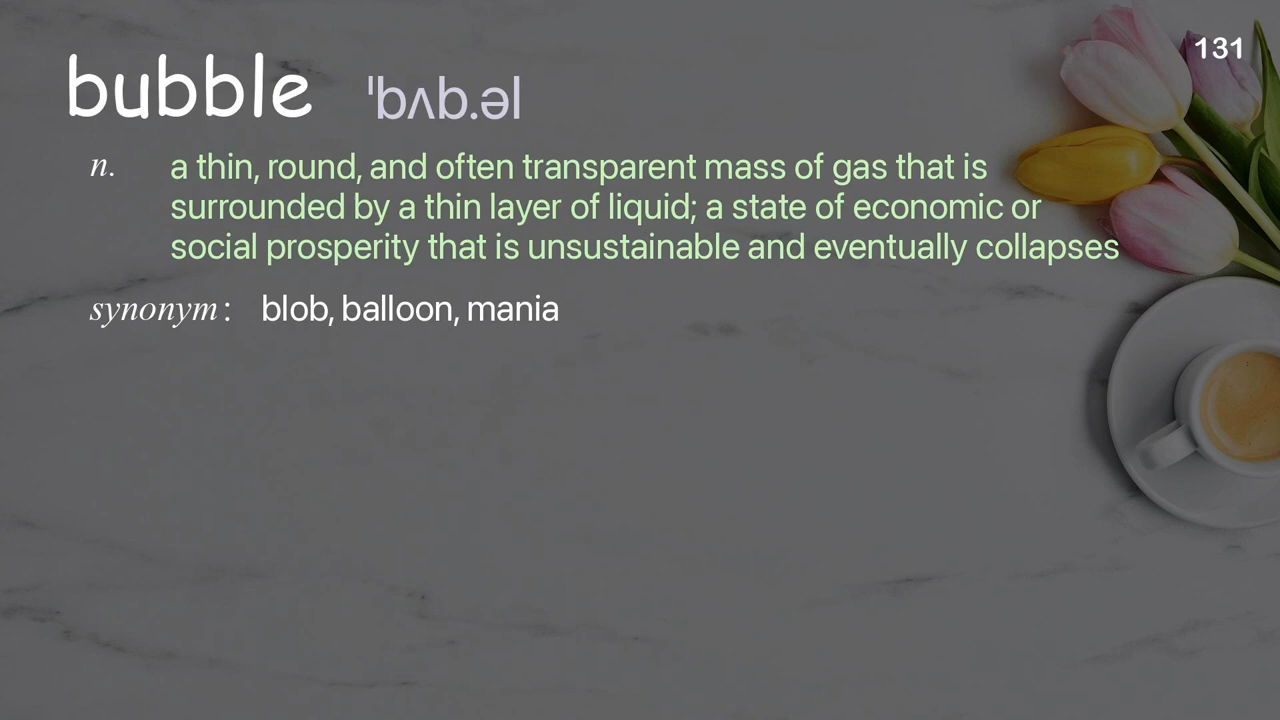 131
bubble ˈbʌb.əl
n. a thin, round, and often transparent mass of gas that is
surrounded by a thin layer of liquid; a state of economic or
social prosperity that is unsustainable and eventually collapses
synonym: blob, balloon, mania